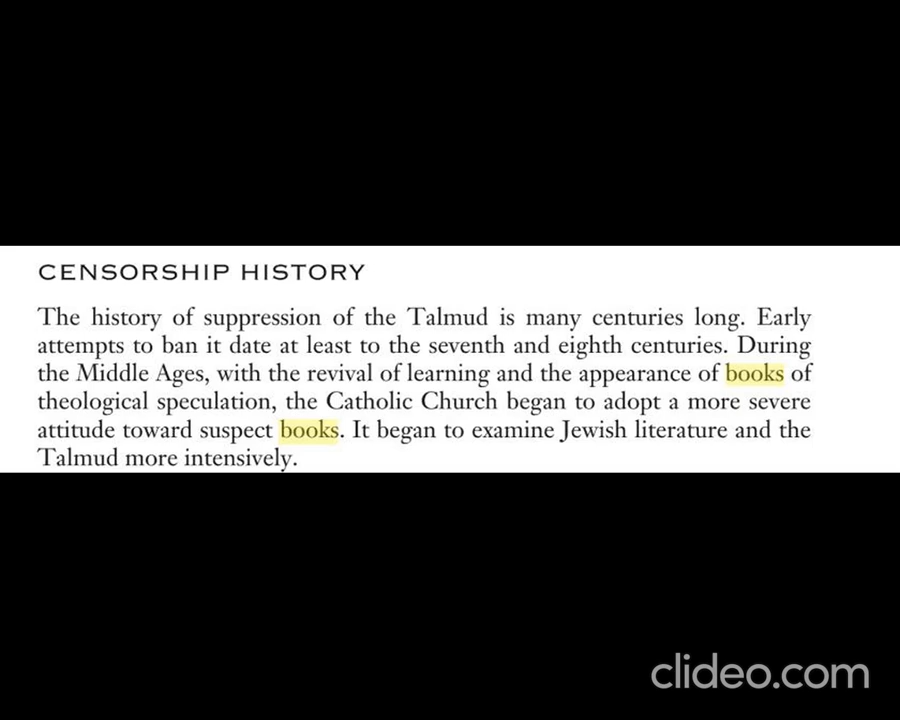 CENSORSHIP HISTORY
The history of suppression of the Talmud is many centuries long. Early
attempts to ban it date at least to the seventh and eighth centuries. During
the Middle Ages, with the revival of learning and the appearance of books of
theological speculation, the Catholic Church began to adopt a more severe
attitude toward suspect books. It began to examine Jewish literature and the
Talmud more intensively.
clideo.com